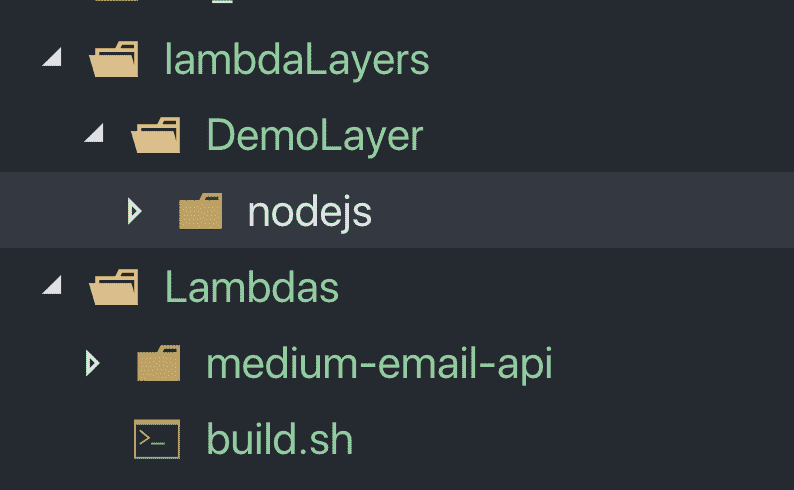 lambdaLayers
DemoLayer
nodejs
Lambdas
medium-email-api
build.sh